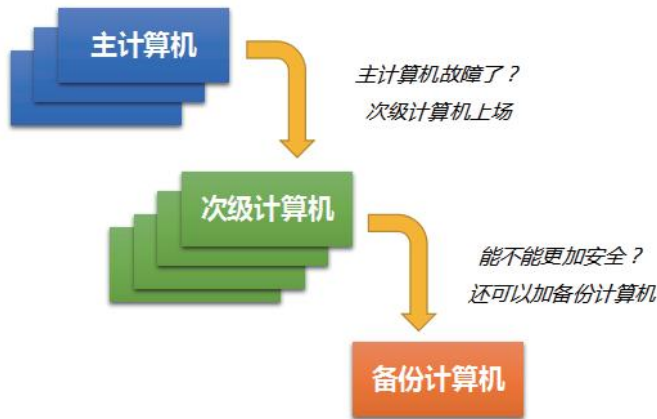 主计算机
主计算机故障了？
次级计算机上场
次级计算机
能不能更加安全？
还可以加备份计算机
备份计算机